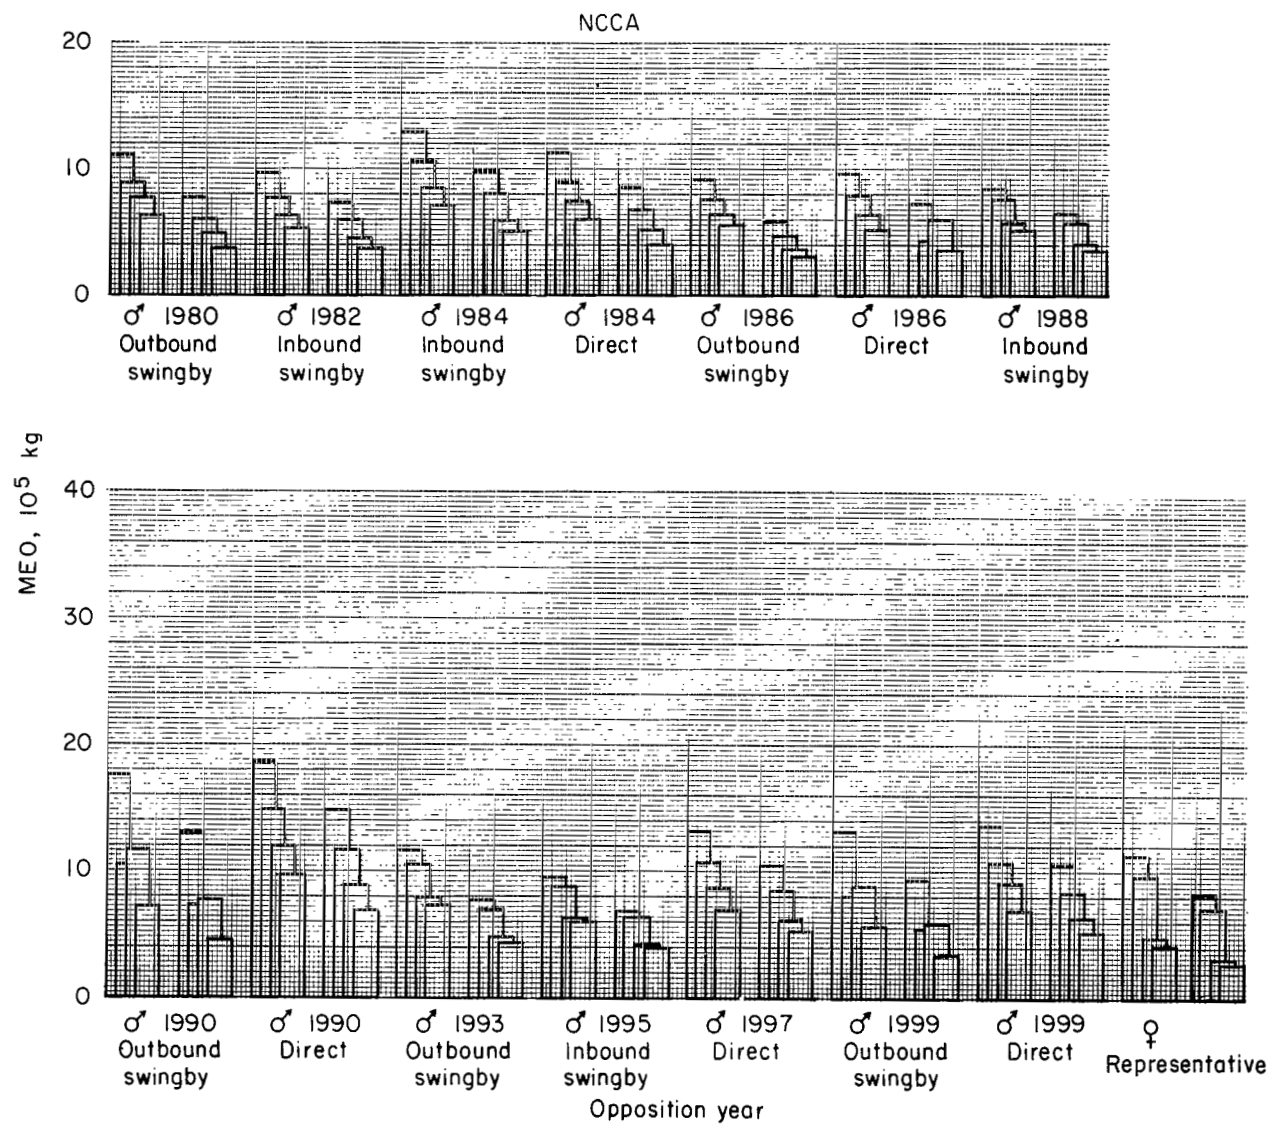 NCCA
20
10
0
♂ 1980 ♂ 1982 ♂ 1984 ♂ 1984 ♂ 1986 ♂ 1986 ♂ 1988
Outbound Inbound Inbound Direct Outbound Direct Inbound
swingby swingby swingby swingby swingby
MEO, 10⁵ kg
40
30
20
10
0
♂ 1990 ♂ 1990 ♂ 1993 ♂ 1995 ♂ 1997 ♂ 1999 ♂ 1999 ♀
Outbound Direct Outbound Inbound Direct Outbound Direct Representative
swingby swingby swingby swingby
Opposition year